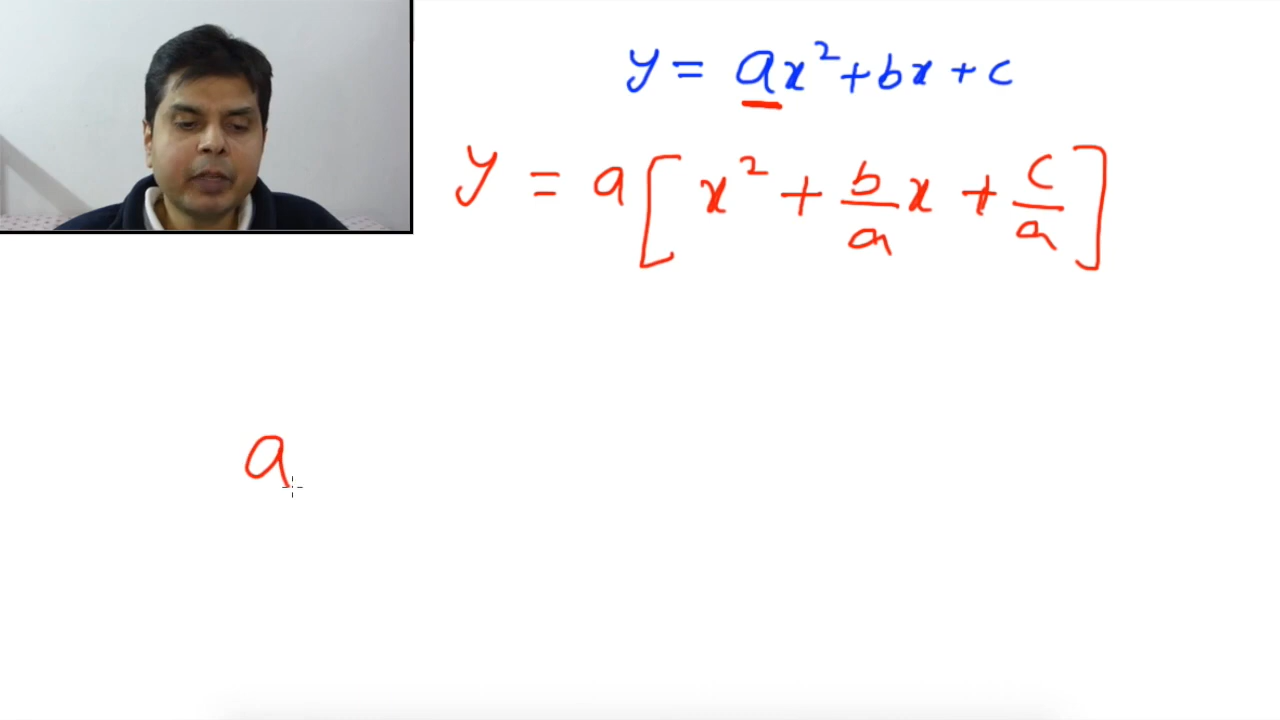 y = ax² + bx + c
y = a[x² + b/a x + c/a]
a